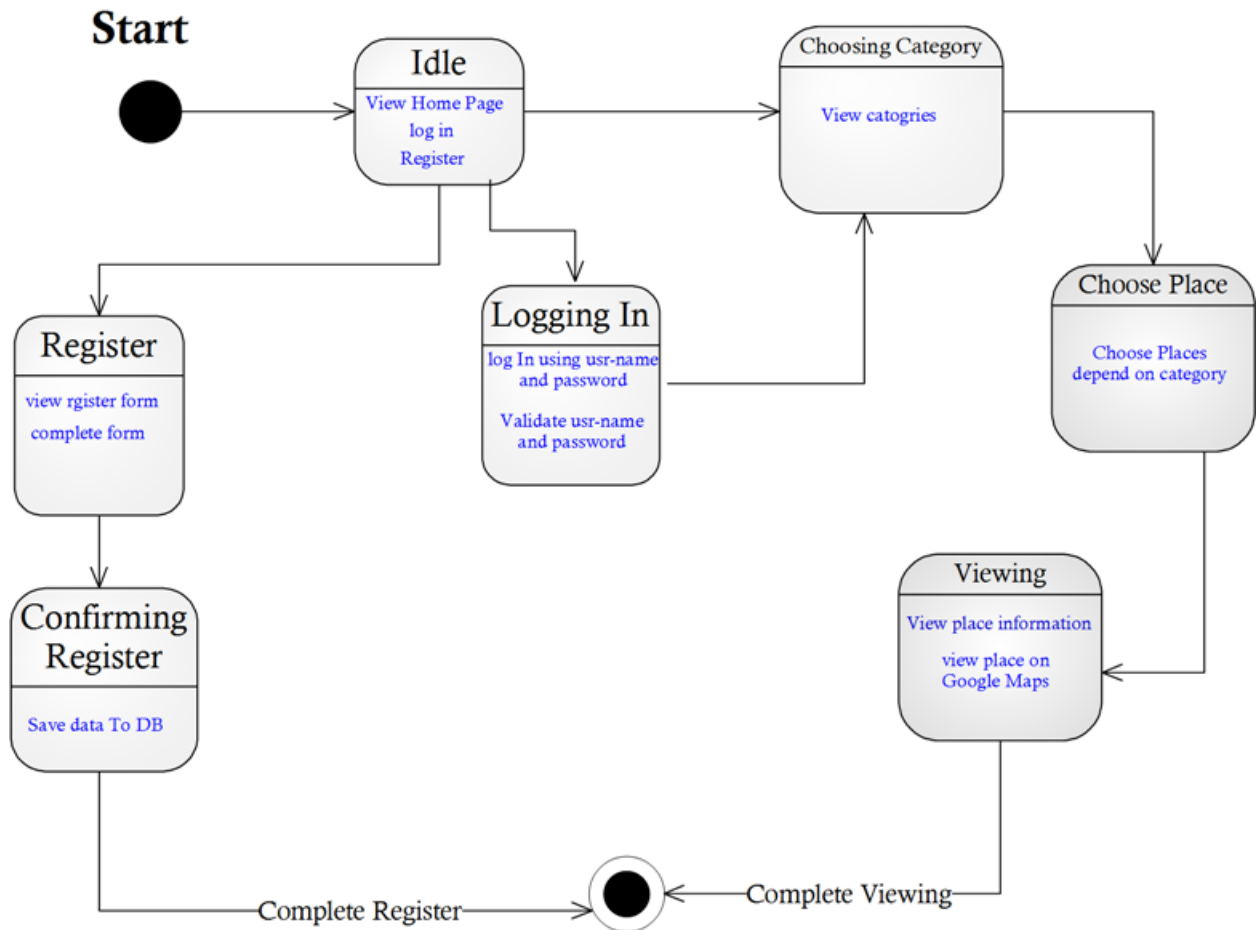 Start
Idle
View Home Page
log in
Register
Choosing Category
View catogries
Logging In
log In using usr-name
and password
Validate usr-name
and password
Choose Place
Choose Places
depend on category
Register
view rgister form
complete form
Confirming
Register
Save data To DB
Viewing
View place information
view place on
Google Maps
Complete Register
Complete Viewing